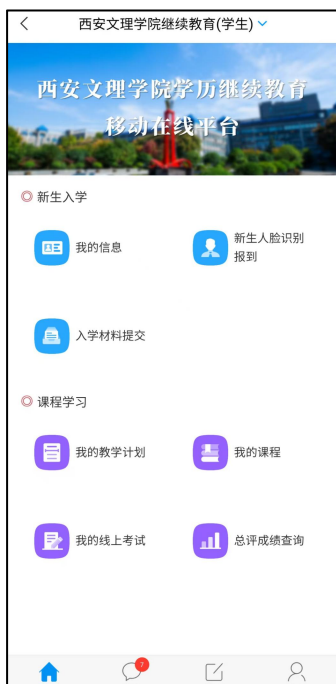 西安文理学院继续教育(学生)
西安文理学院学历继续教育
移动在线平台
新生入学
我的信息
新生人脸识别
报到
入学材料提交
课程学习
我的教学计划
我的课程
我的线上考试
总评成绩查询
7